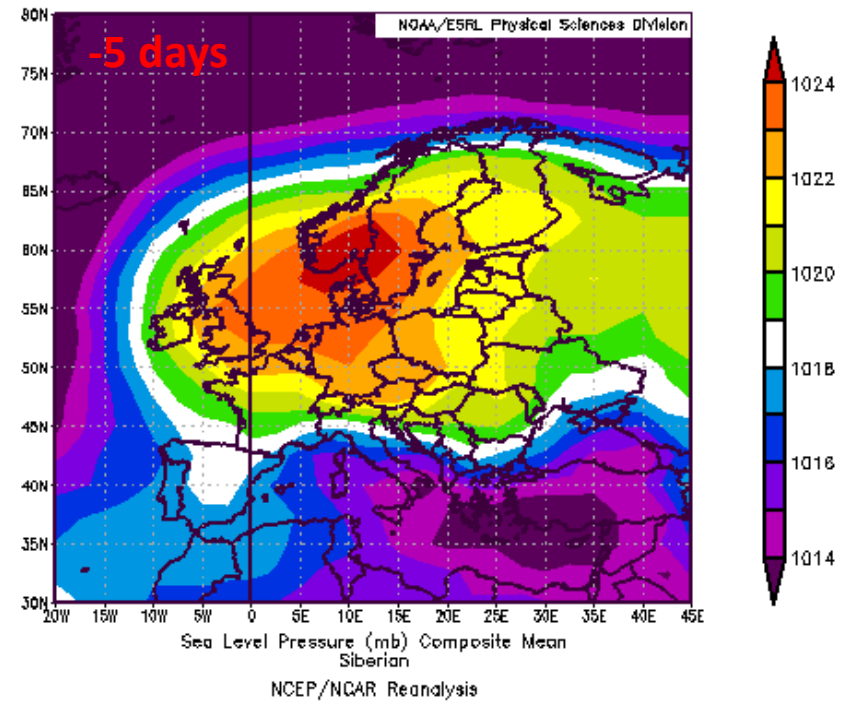 80N
NOAA/ESRL Physical Sciences Division
-5 days
75N
1024
70N
1022
65N
60N
1020
55N
50N
1018
45N
1016
40N
35N
1014
30N
20W 15W 10W 5W 0 5E 10E 15E 20E 25E 30E 35E 40E 45E
Sea Level Pressure (mb) Composite Mean
Siberian
NCEP/NCAR Reanalysis